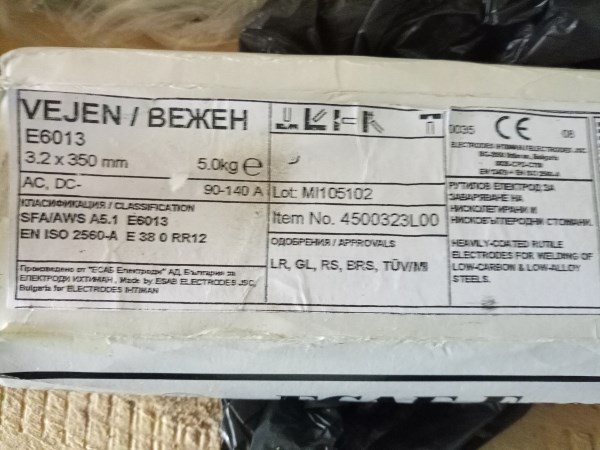 VEJEN / ВЕЖЕН
E6013
3.2 x 350 mm 5.0kg e
AC, DC- 90-140 A
КЛАСИФИКАЦИЯ / CLASSIFICATION
SFA/AWS A5.1 E6013
EN ISO 2560-A E 38 0 RR12
Произведено от "ЕСАБ Електроди" АД, България за
ЕЛЕКТРОДИ ИХТИМАН, Made by ESAB ELECTRODES JSC,
Bulgaria for ELECTRODES IHTIMAN
Lot: MI105102
Item No. 4500323L00
ОДОБРЕНИЯ / APPROVALS
LR, GL, RS, BRS, TÜV/MI
0035 CE 08
РУТИЛОВ ЕЛЕКТРОД ЗА
ЗАВАРЯВАНЕ НА
НИСКОЛЕГИРАНИ И
НИСКОВЪГЛЕРОДНИ СТОМАНИ.
HEAVILY-COATED RUTILE
ELECTRODES FOR WELDING OF
LOW-CARBON & LOW-ALLOY
STEELS.